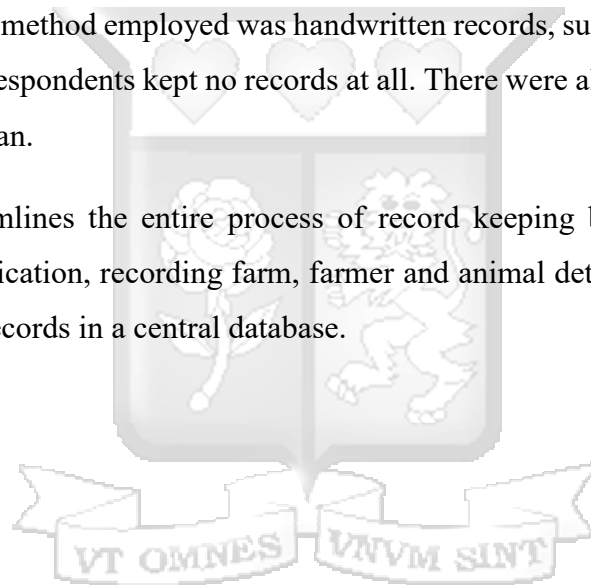 method employed was handwritten records, su
espondents kept no records at all. There were al
an.
mlines the entire process of record keeping b
ication, recording farm, farmer and animal det
ecords in a central database.
VT OMNES VNVM SINT